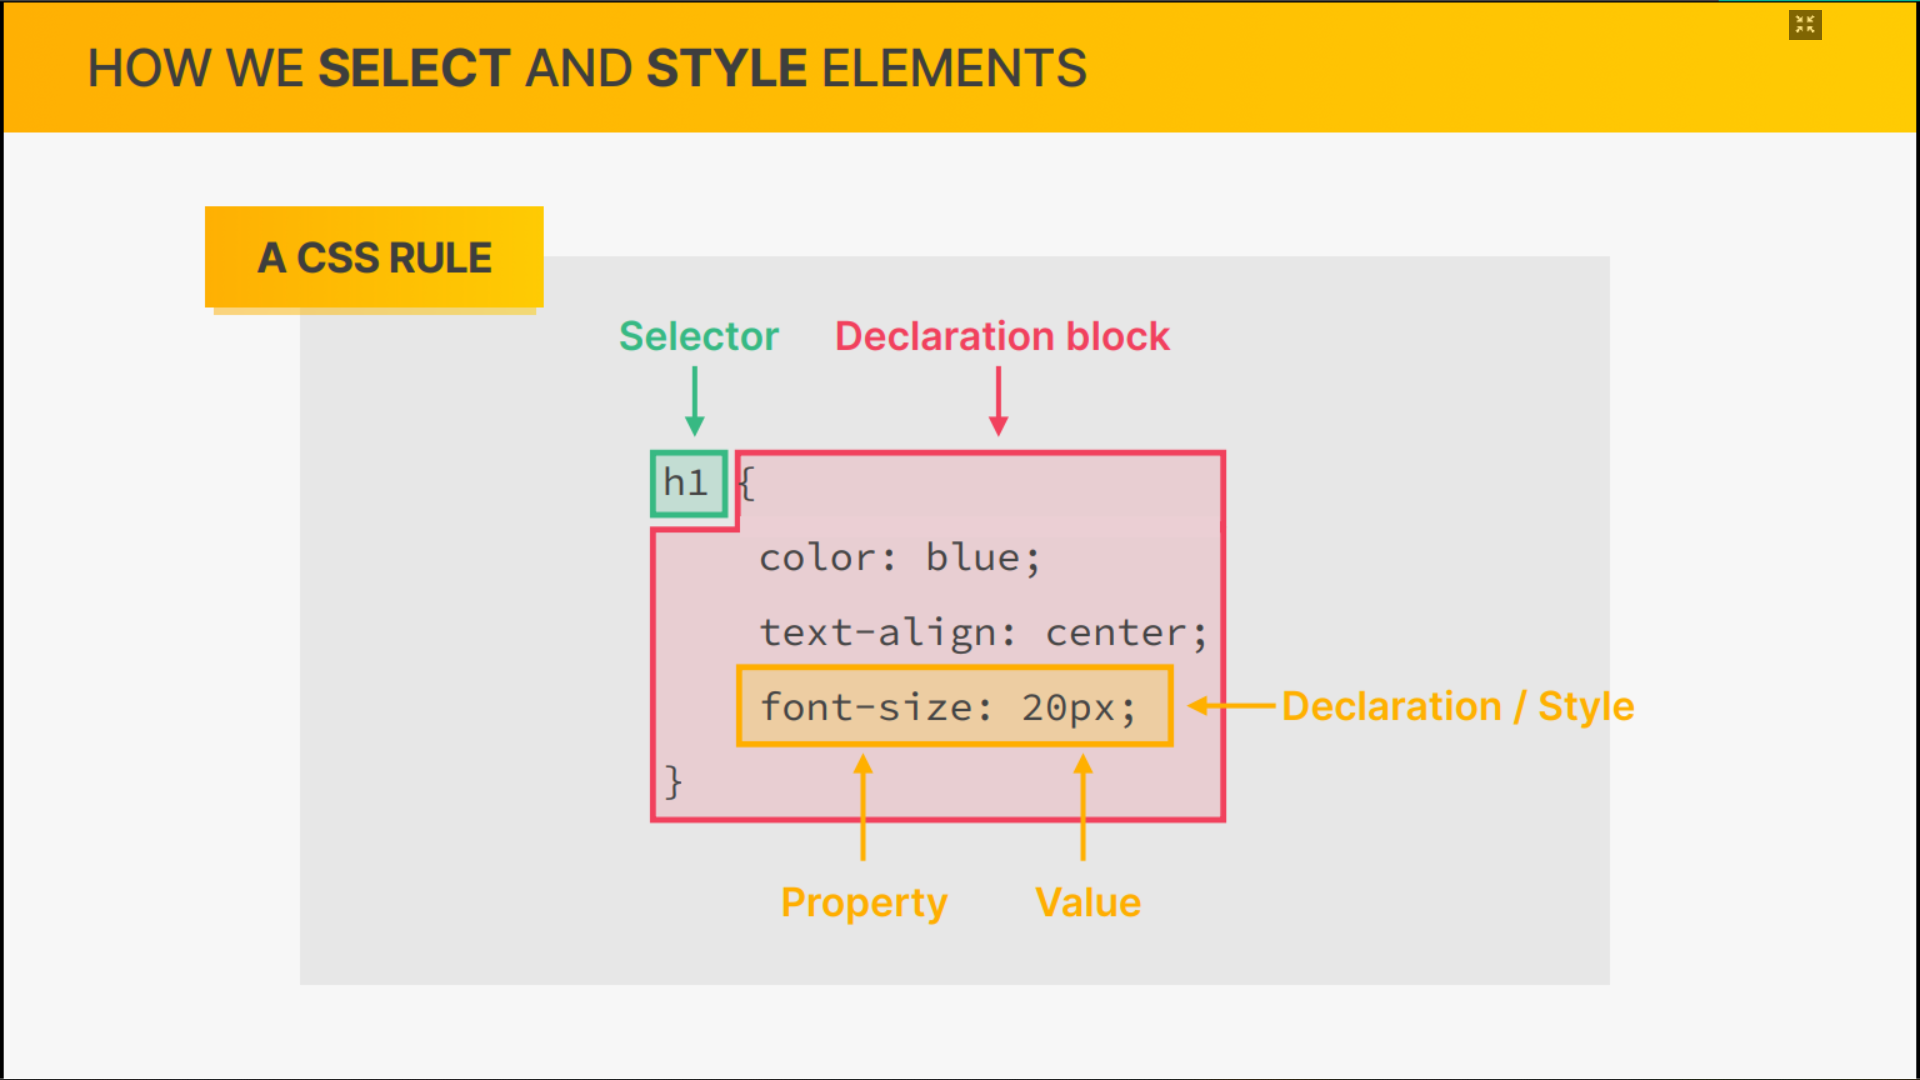 HOW WE SELECT AND STYLE ELEMENTS
A CSS RULE
Selector
Declaration block
h1 {
color: blue;
text-align: center;
font-size: 20px;
Declaration / Style
}
Property
Value